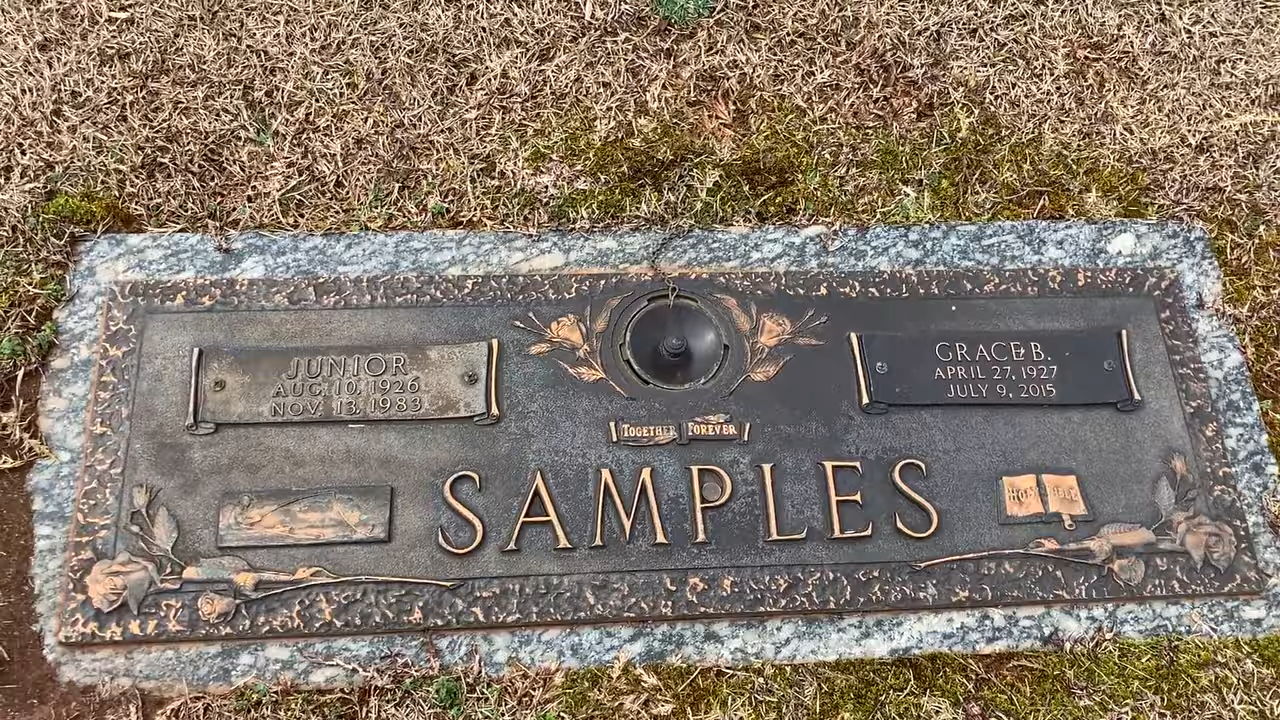 JUNIOR
AUG. 10, 1926
NOV. 13, 1983
GRACE B.
APRIL 27, 1927
JULY 9, 2015
TOGETHER FOREVER
SAMPLES
HOLY BIBLE